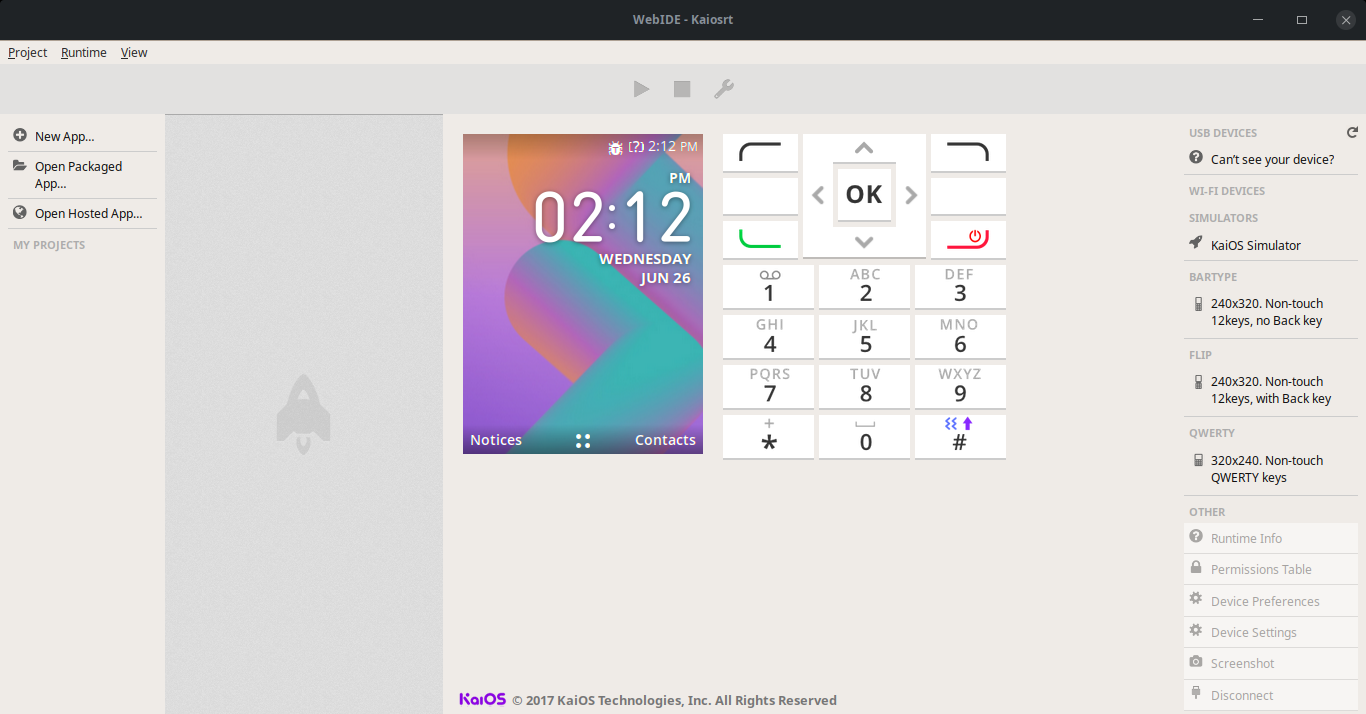 WebIDE - Kaiosrt
Project Runtime View
New App...
Open Packaged
App...
Open Hosted App...
MY PROJECTS
2:12 PM
PM
02:12
WEDNESDAY
JUN 26
Notices
Contacts
OK
1
ABC
2
DEF
3
GHI
4
JKL
5
MNO
6
PQRS
7
TUV
8
WXYZ
9
+
*
0
#
KaiOS © 2017 KaiOS Technologies, Inc. All Rights Reserved
USB DEVICES
Can't see your device?
WI-FI DEVICES
SIMULATORS
KaiOS Simulator
BARTYPE
240x320. Non-touch
12keys, no Back key
FLIP
240x320. Non-touch
12keys, with Back key
QWERTY
320x240. Non-touch
QWERTY keys
OTHER
Runtime Info
Permissions Table
Device Preferences
Device Settings
Screenshot
Disconnect